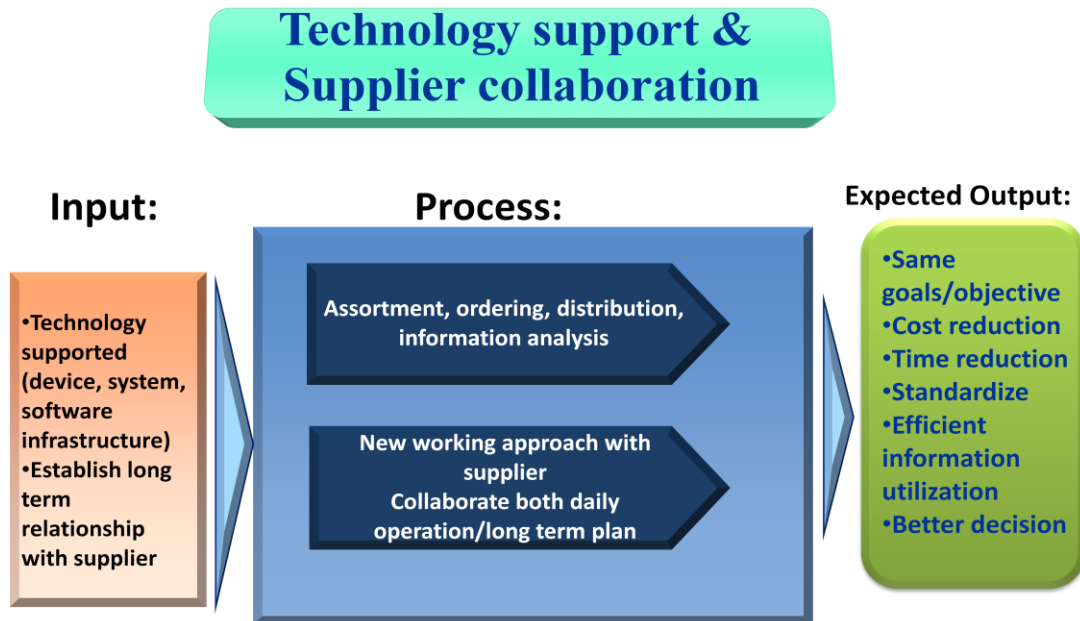 Technology support &
Supplier collaboration
Input:
•Technology
supported
(device, system,
software
infrastructure)
•Establish long
term
relationship
with supplier
Process:
Assortment, ordering, distribution,
information analysis
New working approach with
supplier
Collaborate both daily
operation/long term plan
Expected Output:
•Same
goals/objective
•Cost reduction
•Time reduction
•Standardize
•Efficient
information
utilization
•Better decision